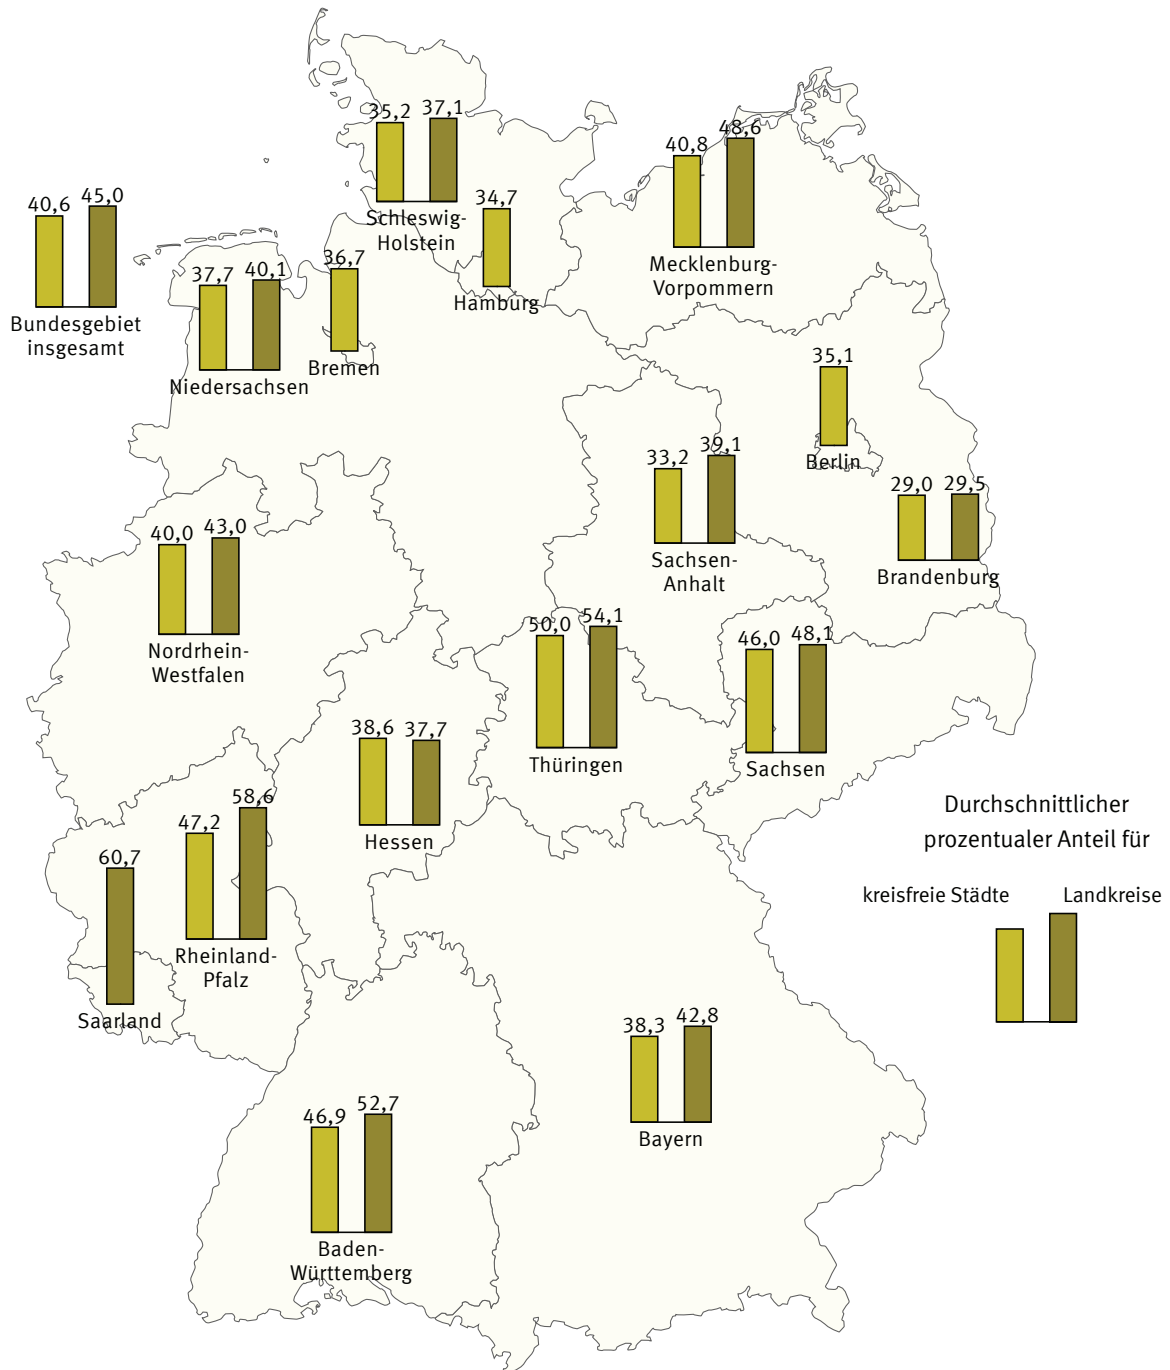 35,2 37,1
Schleswig-
Holstein
34,7
Hamburg
40,8 48,6
Mecklenburg-
Vorpommern
40,6 45,0
Bundesgebiet
insgesamt
37,7 40,1
Niedersachsen
36,7
Bremen
35,1
Berlin
33,2 39,1
Sachsen-
Anhalt
29,0 29,5
Brandenburg
40,0 43,0
Nordrhein-
Westfalen
50,0 54,1
Thüringen
46,0 48,1
Sachsen
38,6 37,7
Hessen
47,2 58,6
Rheinland-
Pfalz
60,7
Saarland
Durchschnittlicher
prozentualer Anteil für
kreisfreie Städte Landkreise
38,3 42,8
Bayern
46,9 52,7
Baden-
Württemberg